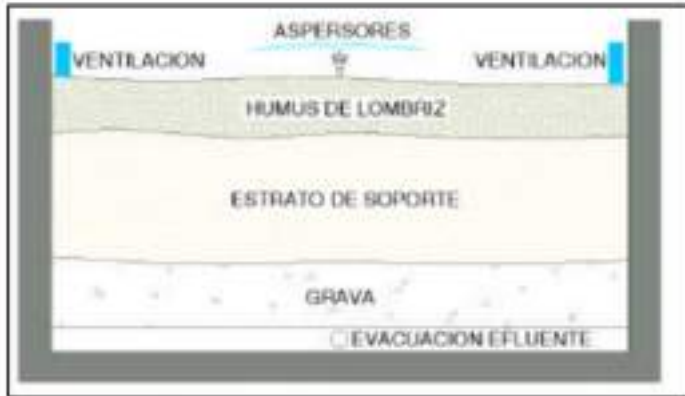 ASPERSORES
VENTILACION VENTILACION
HUMUS DE LOMBRIZ
ESTRATO DE SOPORTE
GRAVA
EVACUACION EFLUENTE